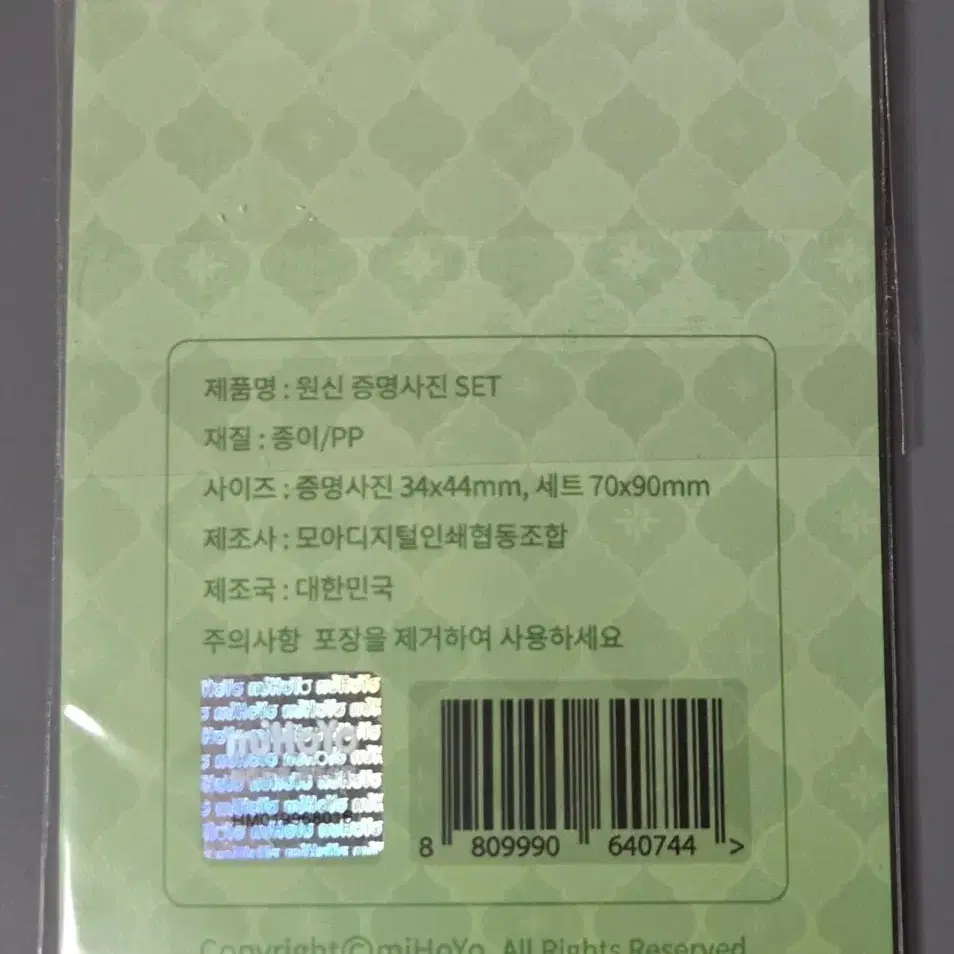 제품명 : 원신 증명사진 SET
재질 : 종이/PP
사이즈 : 증명사진 34x44mm, 세트 70x90mm
제조사 : 모아디지털인쇄협동조합
제조국 : 대한민국
주의사항 포장을 제거하여 사용하세요
miHoYo
8 809990 640744 >
Copyright©miHoYo. All Rights Reserved